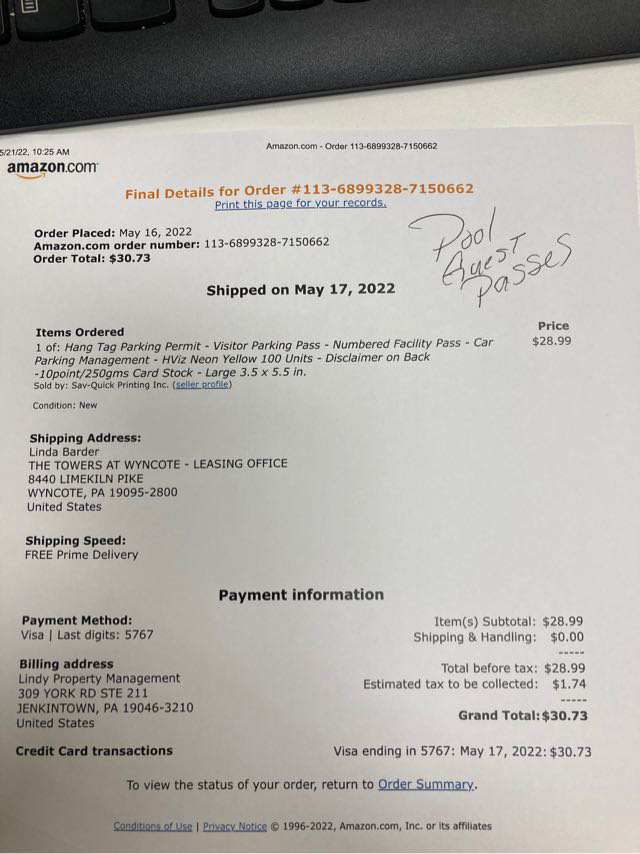 5/21/22, 10:25 AM
Amazon.com - Order 113-6899328-7150662
amazon.com
Final Details for Order #113-6899328-7150662
Print this page for your records.
Order Placed: May 16, 2022
Amazon.com order number: 113-6899328-7150662
Order Total: $30.73
Pool
Guest
Passes
Shipped on May 17, 2022
Items Ordered
Price
1 of: Hang Tag Parking Permit - Visitor Parking Pass - Numbered Facility Pass - Car
$28.99
Parking Management - HViz Neon Yellow 100 Units - Disclaimer on Back
-10point/250gms Card Stock - Large 3.5 x 5.5 in.
Sold by: Sav-Quick Printing Inc. (seller profile)
Condition: New
Shipping Address:
Linda Barder
THE TOWERS AT WYNCOTE - LEASING OFFICE
8440 LIMEKILN PIKE
WYNCOTE, PA 19095-2800
United States
Shipping Speed:
FREE Prime Delivery
Payment information
Payment Method:
Visa | Last digits: 5767
Billing address
Lindy Property Management
309 YORK RD STE 211
JENKINTOWN, PA 19046-3210
United States
Item(s) Subtotal: $28.99
Shipping & Handling: $0.00
-----
Total before tax: $28.99
Estimated tax to be collected: $1.74
-----
Grand Total: $30.73
Credit Card transactions
Visa ending in 5767: May 17, 2022: $30.73
To view the status of your order, return to Order Summary.
Conditions of Use | Privacy Notice © 1996-2022, Amazon.com, Inc. or its affiliates